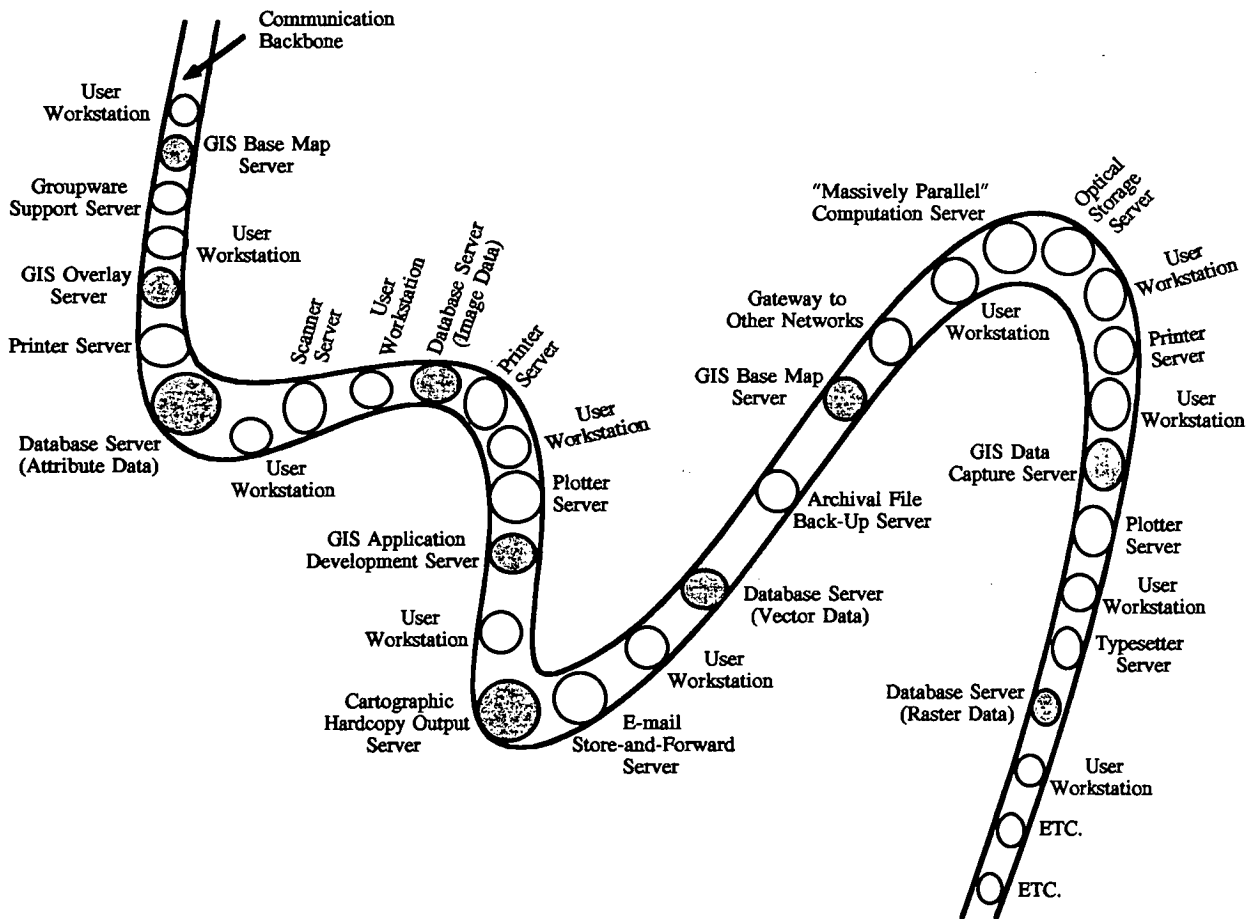 Communication
Backbone
User
Workstation
GIS Base Map
Server
Groupware
Support Server
User
Workstation
GIS Overlay
Server
Printer Server
Database Server
(Attribute Data)
User
Workstation
Scanner
Server
User
Workstation
Database Server
(Image Data)
Printer
Server
User
Workstation
Plotter
Server
GIS Application
Development Server
User
Workstation
Cartographic
Hardcopy Output
Server
E-mail
Store-and-Forward
Server
User
Workstation
Database Server
(Vector Data)
Archival File
Back-Up Server
GIS Base Map
Server
Gateway to
Other Networks
User
Workstation
"Massively Parallel"
Computation Server
Optical
Storage
Server
User
Workstation
Printer
Server
User
Workstation
GIS Data
Capture Server
Plotter
Server
User
Workstation
Typesetter
Server
Database Server
(Raster Data)
User
Workstation
ETC.
ETC.